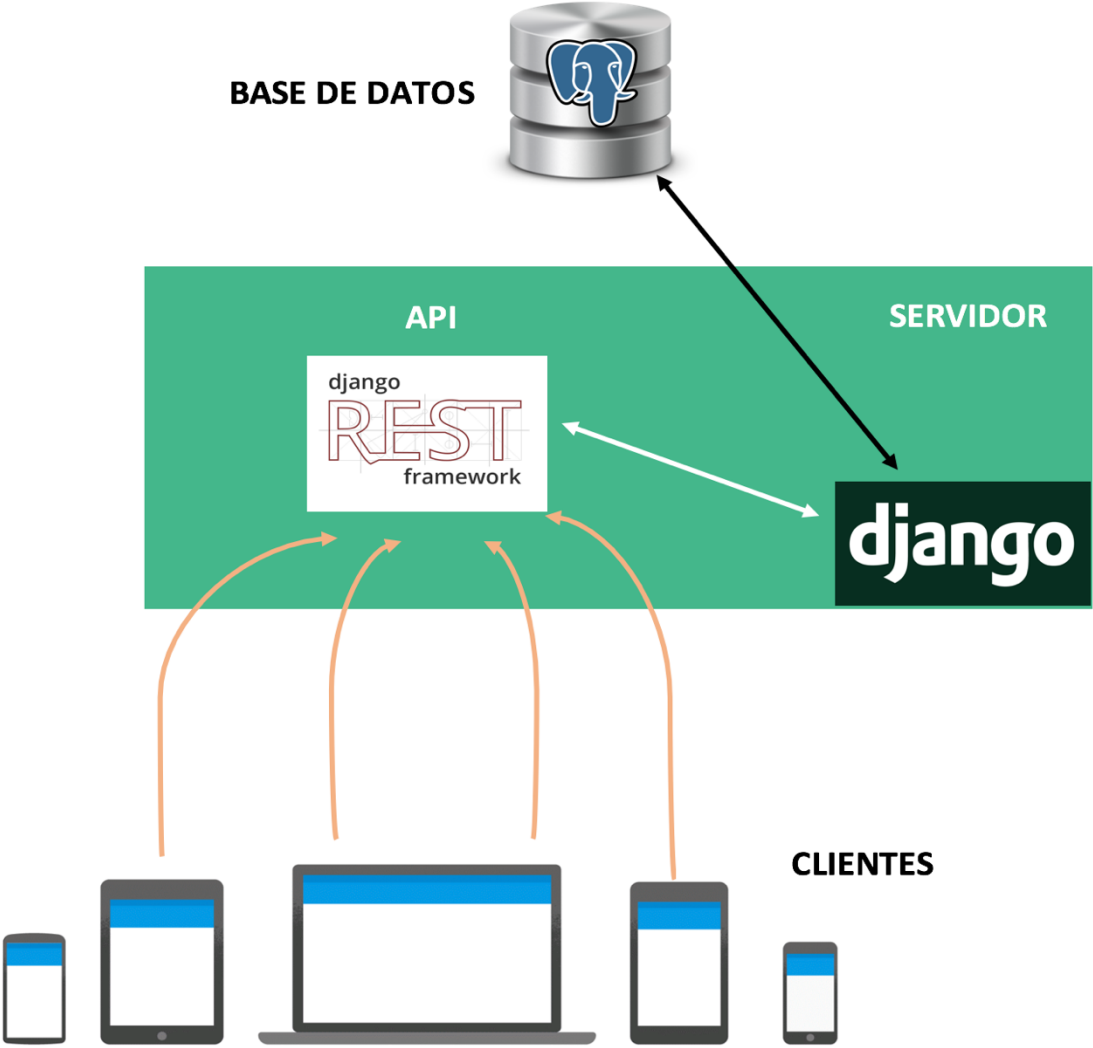 BASE DE DATOS
API
SERVIDOR
django
REST
framework
django
CLIENTES